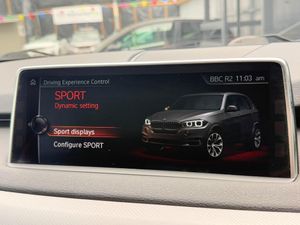 Driving Experience Control
BBC R2 11:03 am
SPORT
Dynamic setting
Sport displays
Configure SPORT